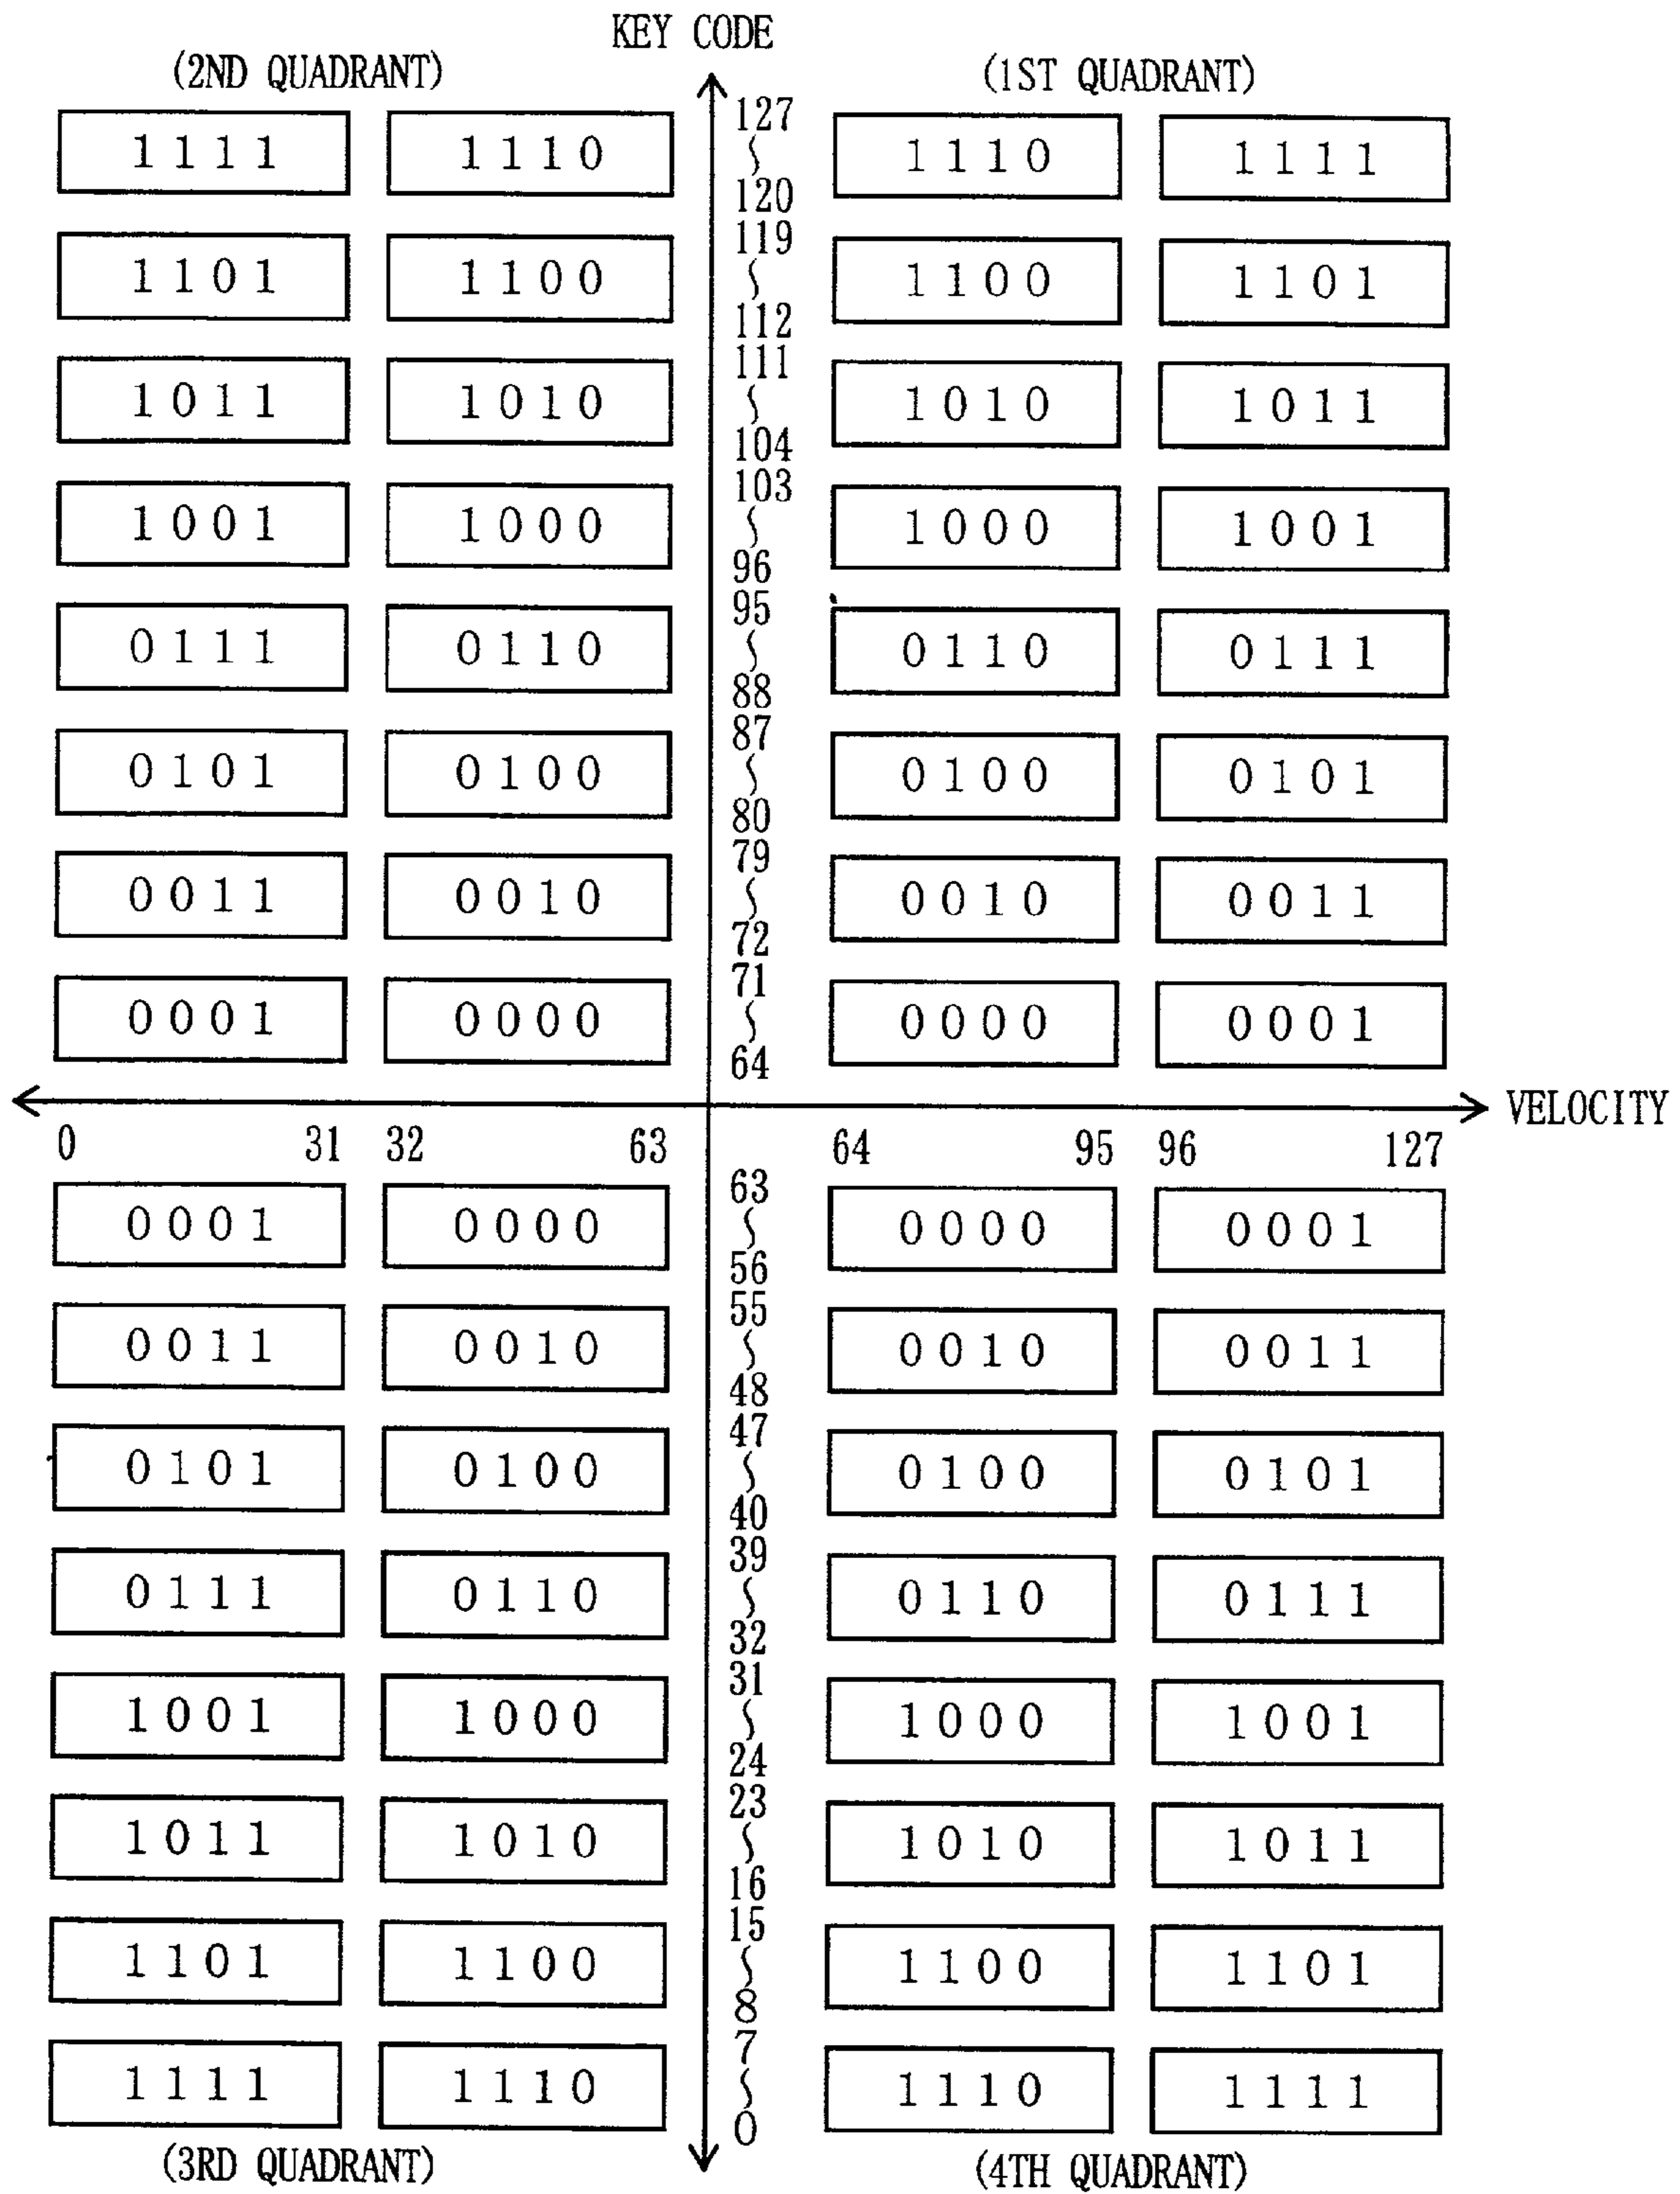 KEY CODE
(2ND QUADRANT) (1ST QUADRANT)
127
1111 1110 ~ 1110 1111
120
119
1101 1100 ~ 1100 1101
112
111
1011 1010 ~ 1010 1011
104
103
1001 1000 ~ 1000 1001
96
95
0111 0110 ~ 0110 0111
88
87
0101 0100 ~ 0100 0101
80
79
0011 0010 ~ 0010 0011
72
71
0001 0000 ~ 0000 0001
64
VELOCITY
0 31 32 63 64 95 96 127
63
0001 0000 ~ 0000 0001
56
55
0011 0010 ~ 0010 0011
48
47
0101 0100 ~ 0100 0101
40
39
0111 0110 ~ 0110 0111
32
31
1001 1000 ~ 1000 1001
24
23
1011 1010 ~ 1010 1011
16
15
1101 1100 ~ 1100 1101
8
7
1111 1110 ~ 1110 1111
0
(3RD QUADRANT) (4TH QUADRANT)